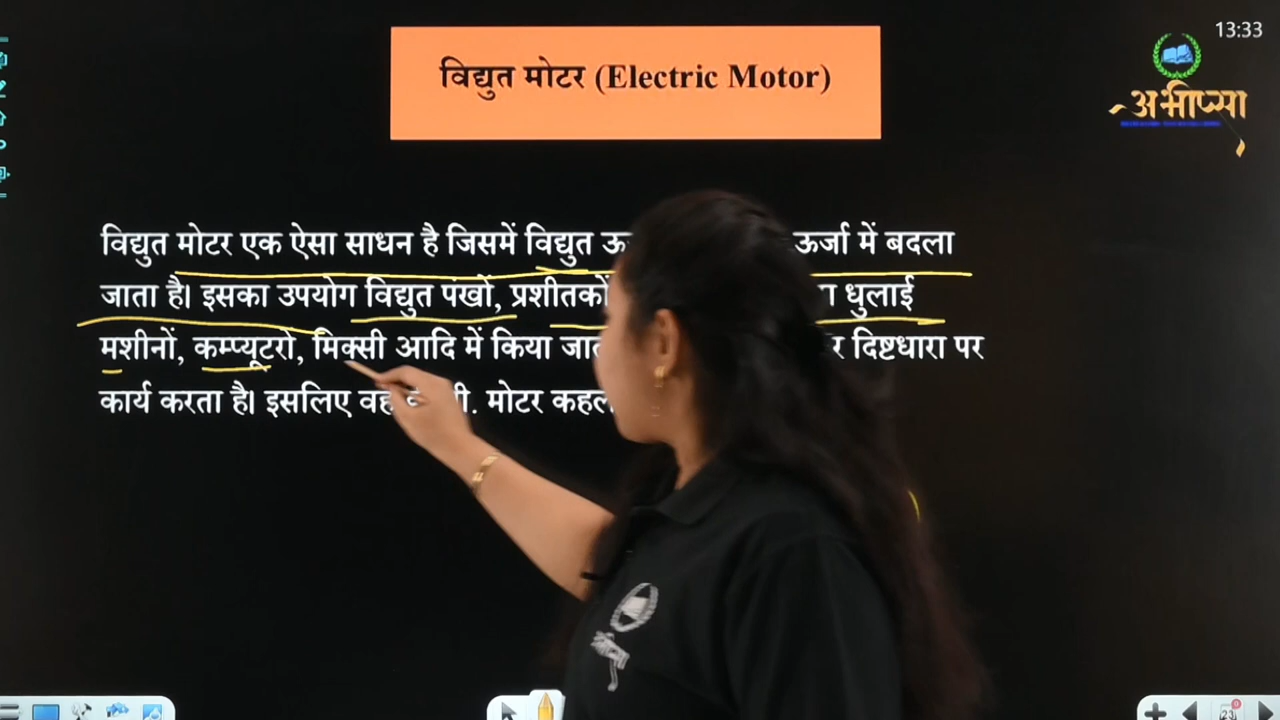 13:33
अभीप्सा
विद्युत मोटर (Electric Motor)
विद्युत मोटर एक ऐसा साधन है जिसमें विद्युत ऊर्जा में बदला
जाता है। इसका उपयोग विद्युत पंखों, प्रशीतकों धुलाई
मशीनों, कम्प्यूटरो, मिक्सी आदि में किया दिष्टधारा पर
कार्य करता है। इसलिए वह मोटर